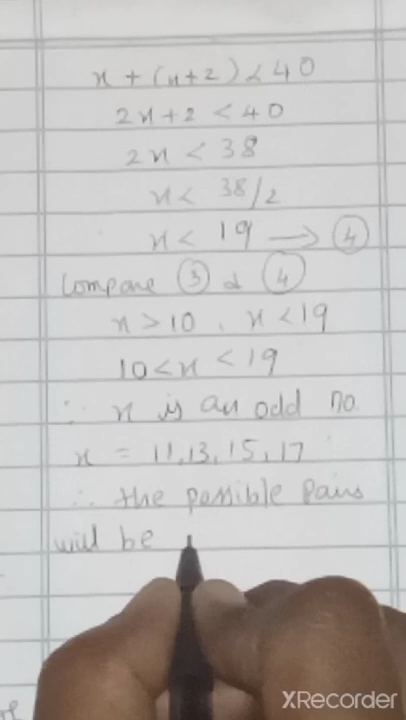 x + (x+2) < 40
2x + 2 < 40
2x < 38
x < 38/2
x < 19 → ④
Compare ③ & ④
x > 10 , x < 19
10 < x < 19
∵ x is an odd no.
x = 11, 13, 15, 17
∴ the possible pairs
will be
XRecorder